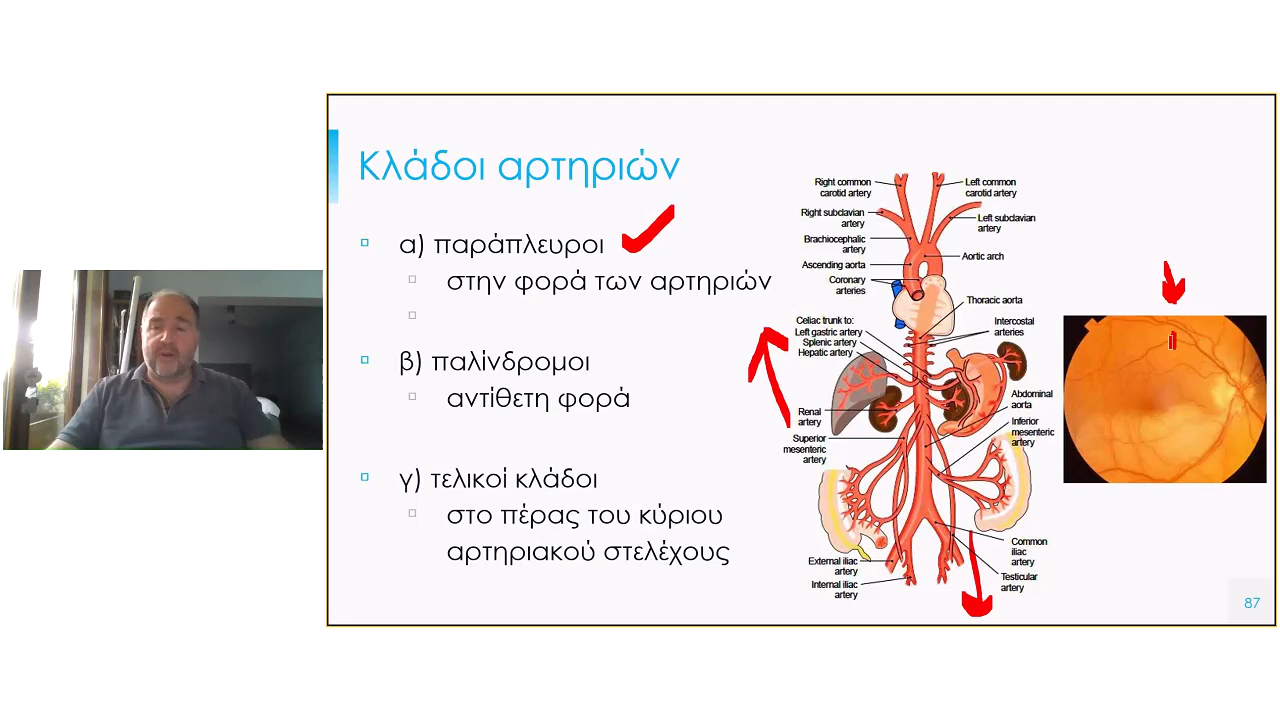 Κλάδοι αρτηριών
α) παράπλευροι
στην φορά των αρτηριών
β) παλίνδρομοι
αντίθετη φορά
γ) τελικοί κλάδοι
στο πέρας του κύριου
αρτηριακού στελέχους
Right common
carotid artery
Left common
carotid artery
Right subclavian
artery
Left subclavian
artery
Brachiocephalic
artery
Aortic arch
Ascending aorta
Coronary
arteries
Thoracic aorta
Celiac trunk to:
Left gastric artery
Splenic artery
Hepatic artery
Intercostal
arteries
Renal
artery
Abdominal
aorta
Superior
mesenteric
artery
Inferior
mesenteric
artery
External iliac
artery
Internal iliac
artery
Common
iliac
artery
Testicular
artery
87